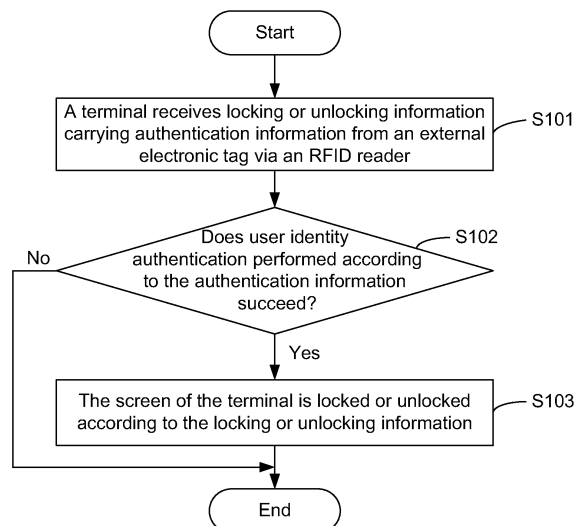 Start
A terminal receives locking or unlocking information
carrying authentication information from an external
electronic tag via an RFID reader
S101
Does user identity
authentication performed according
to the authentication information
succeed?
S102
No
Yes
The screen of the terminal is locked or unlocked
according to the locking or unlocking information
S103
End